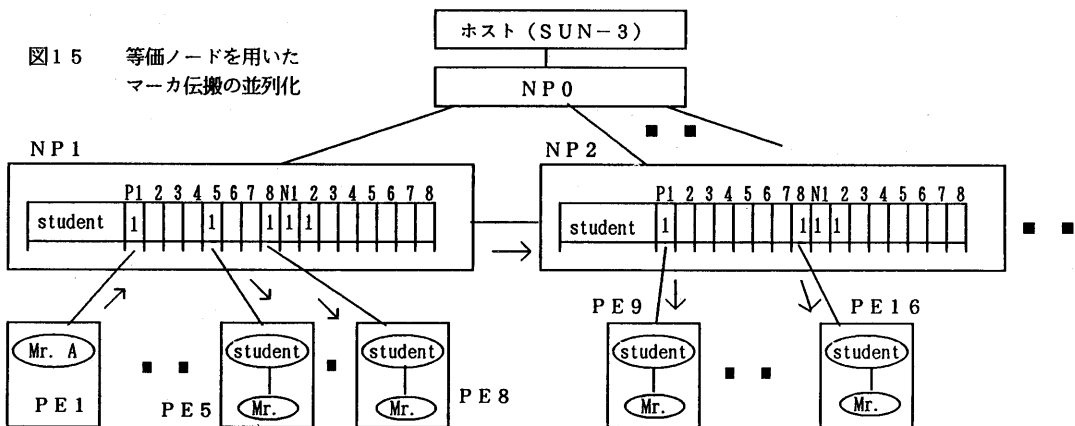 ホスト(SUN-3)
図15 等価ノードを用いた
マーカ伝搬の並列化
NP0
NP1
NP2
P1 2 3 4 5 6 7 8 N1 2 3 4 5 6 7 8
student 1 1 1 1 1
P1 2 3 4 5 6 7 8 N1 2 3 4 5 6 7 8
student 1 1 1 1
Mr. A
PE1
student
Mr.
PE5
student
Mr.
PE8
PE9
student
Mr.
PE16
student
Mr.